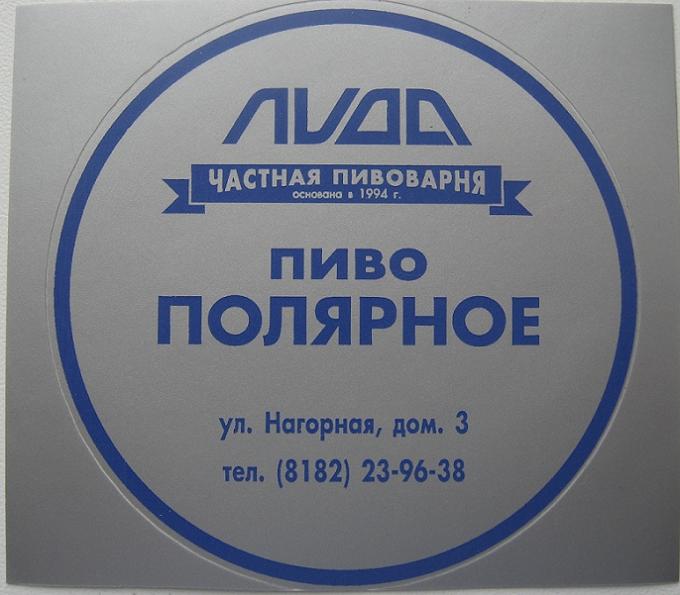 ЛИДА
ЧАСТНАЯ ПИВОВАРНЯ
основана в 1994 г.
ПИВО
ПОЛЯРНОЕ
ул. Нагорная, дом. 3
тел. (8182) 23-96-38